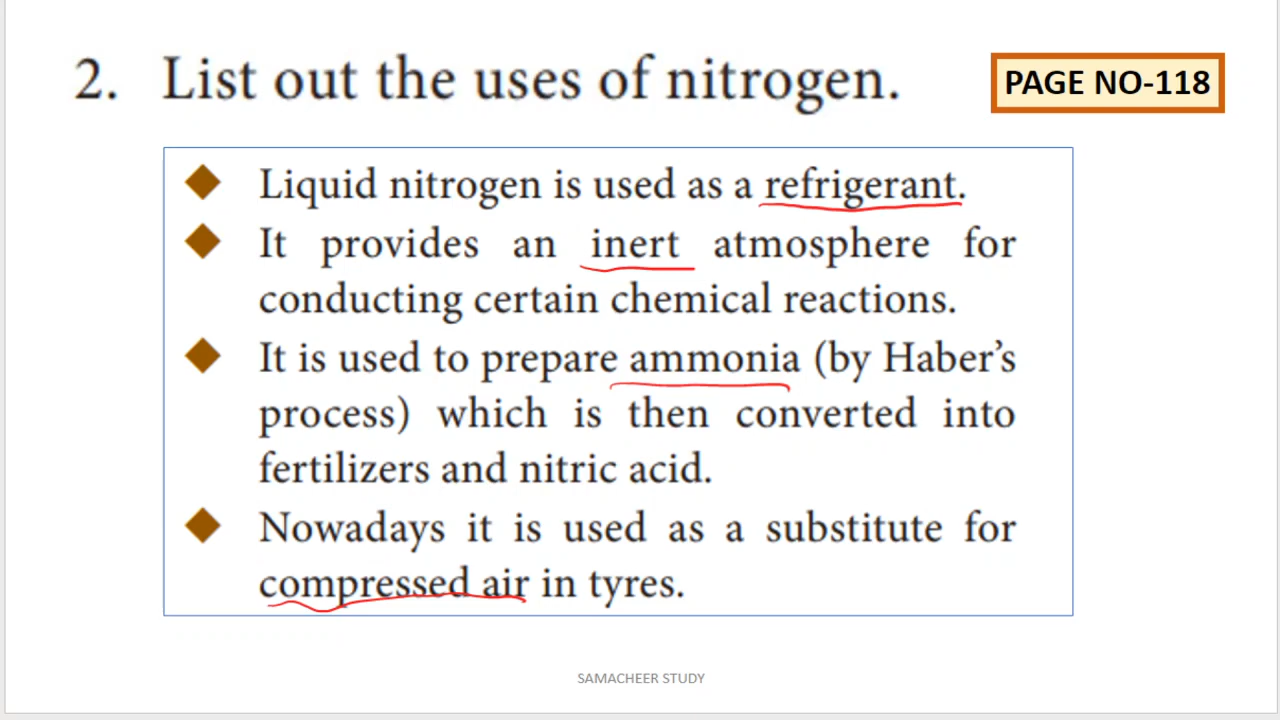 2. List out the uses of nitrogen.
PAGE NO-118
Liquid nitrogen is used as a refrigerant.
It provides an inert atmosphere for
conducting certain chemical reactions.
It is used to prepare ammonia (by Haber’s
process) which is then converted into
fertilizers and nitric acid.
Nowadays it is used as a substitute for
compressed air in tyres.
SAMACHEER STUDY